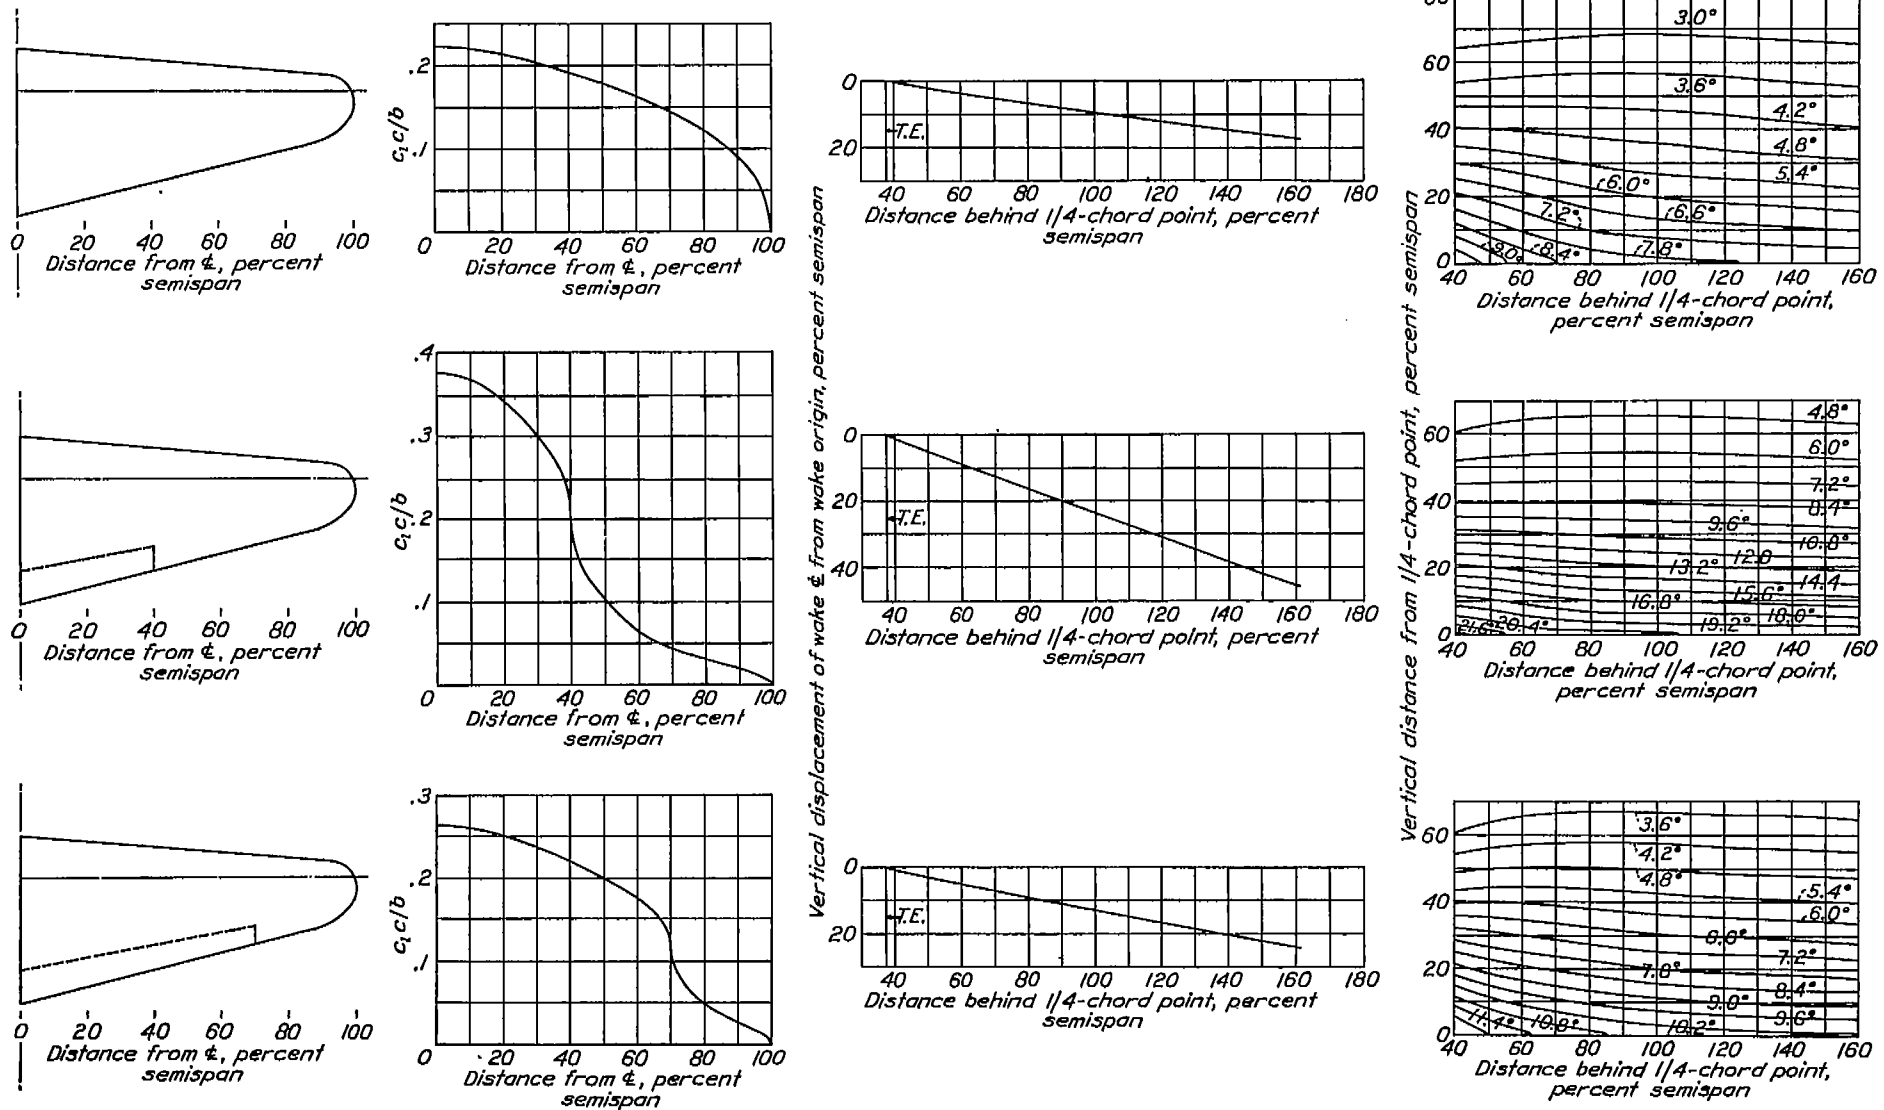 0 20 40 60 80 100
Distance from ℄, percent
semispan
.2
.1
c_l c/b
0 20 40 60 80 100
Distance from ℄, percent
semispan
0
20
T.E.
40 60 80 100 120 140 160 180
Distance behind 1/4-chord point, percent
semispan
60
40
20
0
3.0°
3.6°
4.2°
4.8°
5.4°
6.0°
6.6°
7.2°
7.8°
8.4°
9.0°
40 60 80 100 120 140 160
Distance behind 1/4-chord point,
percent semispan
Vertical displacement of wake ℄ from wake origin, percent semispan
Vertical distance from 1/4-chord point, percent semispan
0 20 40 60 80 100
Distance from ℄, percent
semispan
.4
.3
.2
.1
c_l c/b
0 20 40 60 80 100
Distance from ℄, percent
semispan
0
20
40
T.E.
40 60 80 100 120 140 160 180
Distance behind 1/4-chord point, percent
semispan
60
40
20
0
4.8°
6.0°
7.2°
8.4°
9.6°
10.8°
12.0
13.2°
14.4
15.6°
16.8°
18.0°
19.2°
20.4°
21.6°
40 60 80 100 120 140 160
Distance behind 1/4-chord point,
percent semispan
0 20 40 60 80 100
Distance from ℄, percent
semispan
.3
.2
.1
c_l c/b
0 20 40 60 80 100
Distance from ℄, percent
semispan
0
20
T.E.
40 60 80 100 120 140 160 180
Distance behind 1/4-chord point, percent
semispan
60
40
20
0
3.6°
4.2°
4.8°
5.4°
6.0°
7.2°
7.8°
8.4°
9.0°
9.6°
10.2°
10.8°
11.4°
40 60 80 100 120 140 160
Distance behind 1/4-chord point,
percent semispan